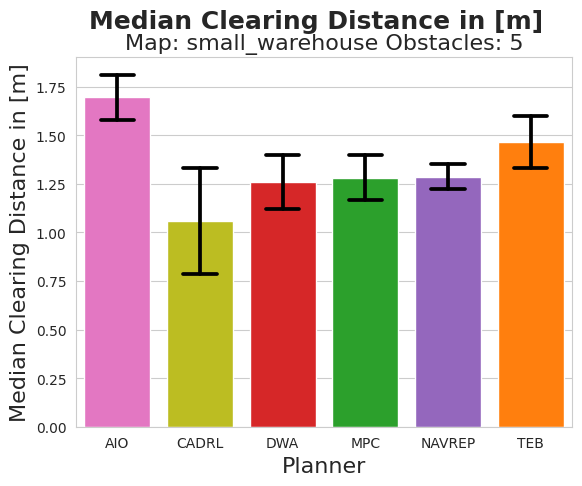 Median Clearing Distance in [m]
Map: small_warehouse Obstacles: 5
Median Clearing Distance in [m]
1.75
1.50
1.25
1.00
0.75
0.50
0.25
0.00
AIO CADRL DWA MPC NAVREP TEB
Planner